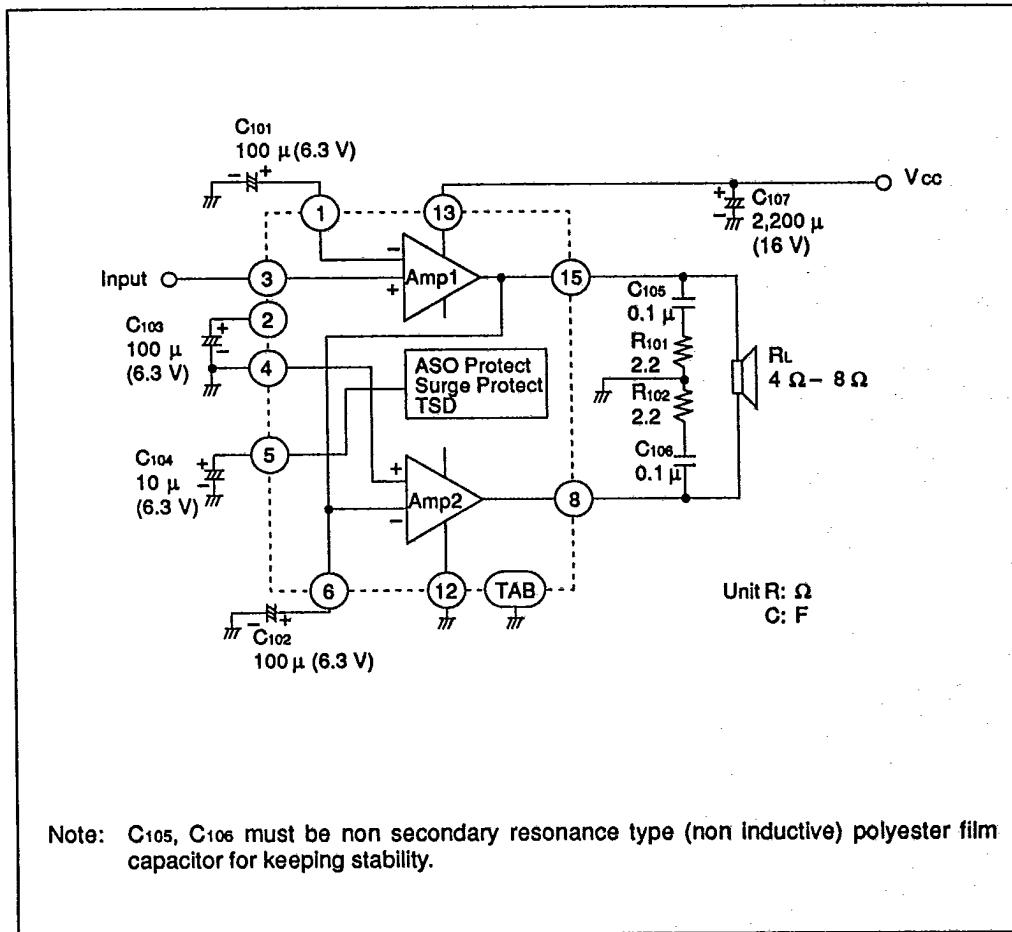 C101
100 μ (6.3 V)
− +
Vcc
+
−
C107
2,200 μ
(16 V)
1
13
−
Amp1
+
Input
3
15
2
C103
100 μ
(6.3 V)
+
−
4
C105
0.1 μ
R101
2.2
R102
2.2
C106
0.1 μ
RL
4 Ω – 8 Ω
ASO Protect
Surge Protect
TSD
5
C104
10 μ
(6.3 V)
+
−
+
Amp2
−
8
6
12
TAB
− +
C102
100 μ (6.3 V)
Unit R: Ω
C: F
Note: C105, C106 must be non secondary resonance type (non inductive) polyester film
capacitor for keeping stability.